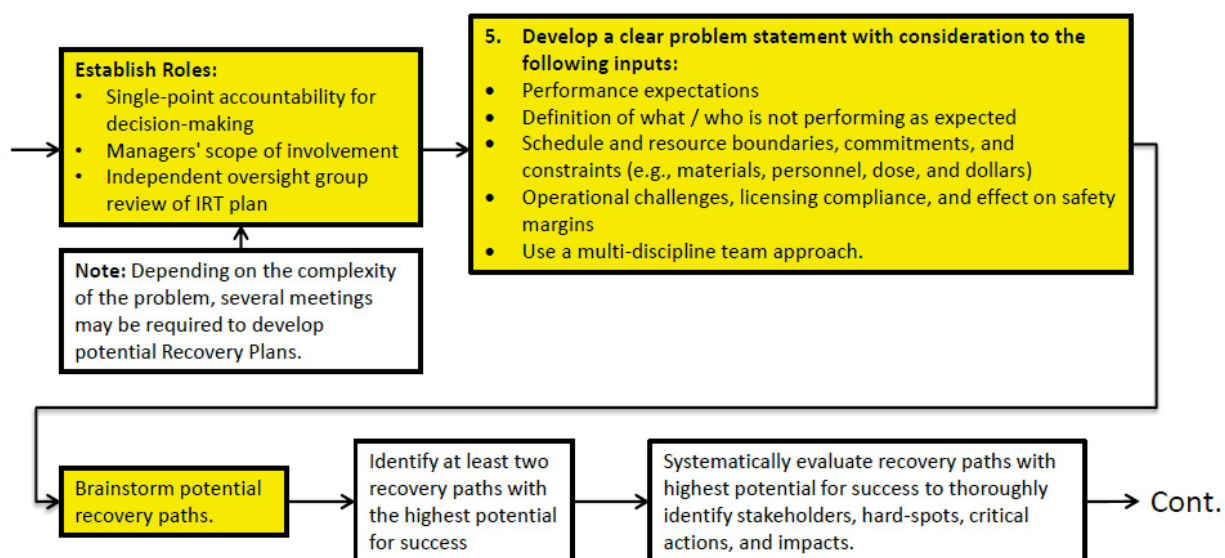 Establish Roles:
• Single-point accountability for
decision-making
• Managers' scope of involvement
• Independent oversight group
review of IRT plan
5. Develop a clear problem statement with consideration to the
following inputs:
• Performance expectations
• Definition of what / who is not performing as expected
• Schedule and resource boundaries, commitments, and
constraints (e.g., materials, personnel, dose, and dollars)
• Operational challenges, licensing compliance, and effect on safety
margins
• Use a multi-discipline team approach.
Note: Depending on the complexity
of the problem, several meetings
may be required to develop
potential Recovery Plans.
Brainstorm potential
recovery paths.
Identify at least two
recovery paths with
the highest potential
for success
Systematically evaluate recovery paths with
highest potential for success to thoroughly
identify stakeholders, hard-spots, critical
actions, and impacts.
Cont.